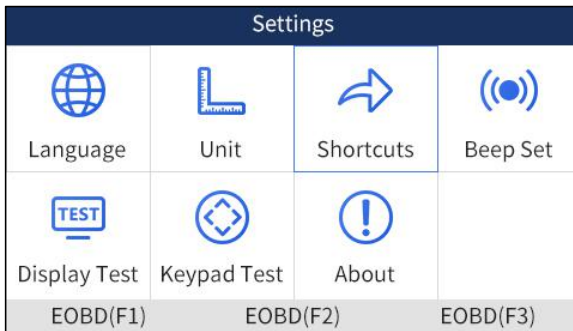 Settings
Language Unit Shortcuts Beep Set
TEST
Display Test Keypad Test About
EOBD(F1) EOBD(F2) EOBD(F3)